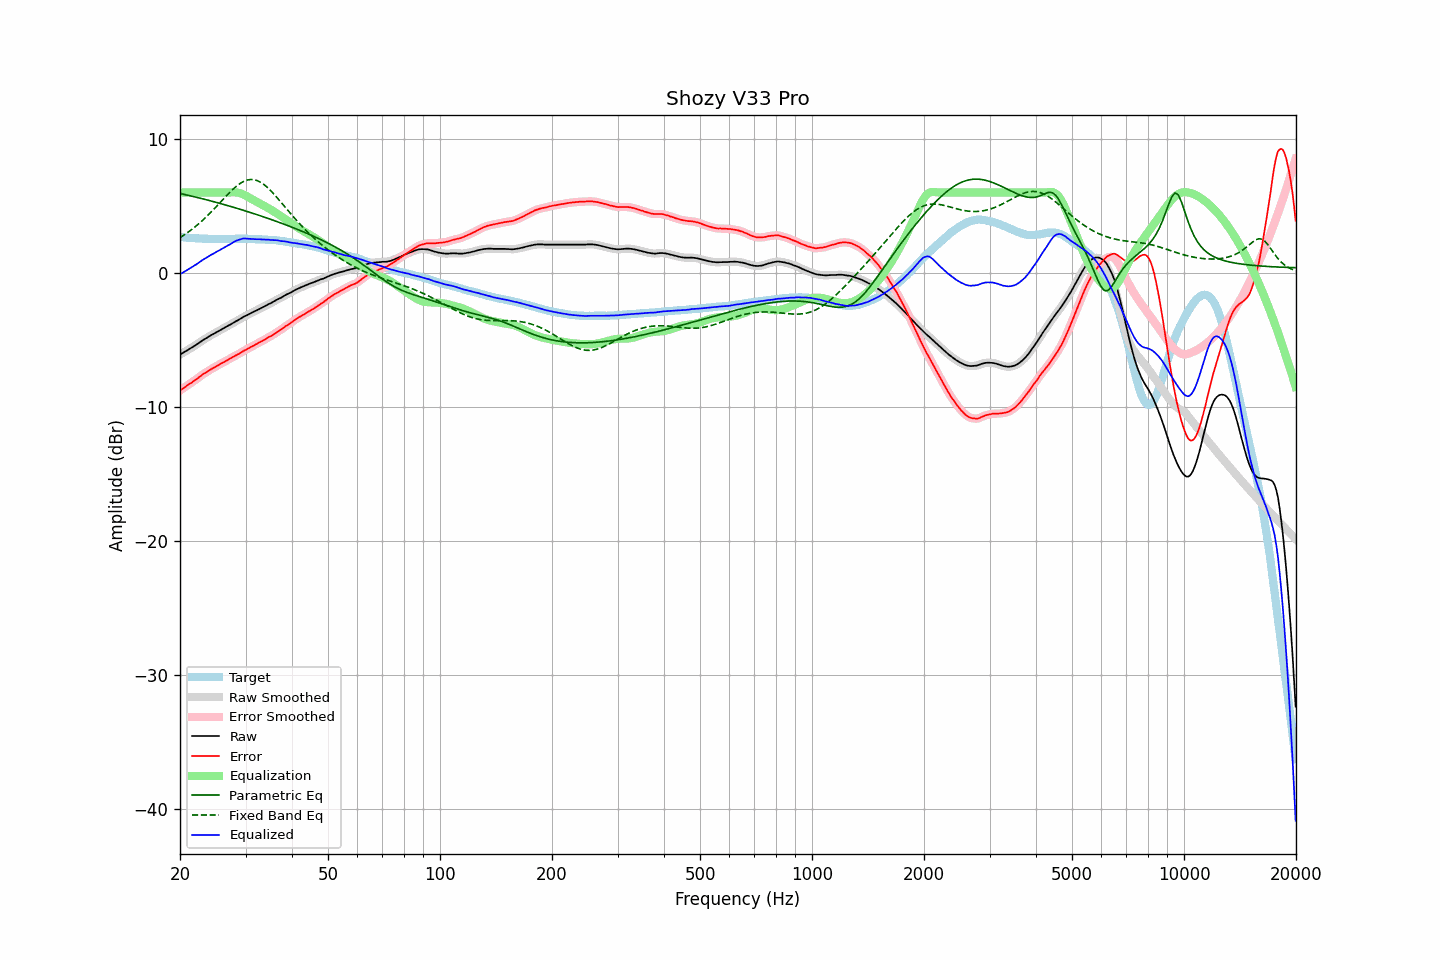 Shozy V33 Pro
Amplitude (dBr)
10
0
−10
−20
−30
−40
Target
Raw Smoothed
Error Smoothed
Raw
Error
Equalization
Parametric Eq
Fixed Band Eq
Equalized
20 50 100 200 500 1000 2000 5000 10000 20000
Frequency (Hz)